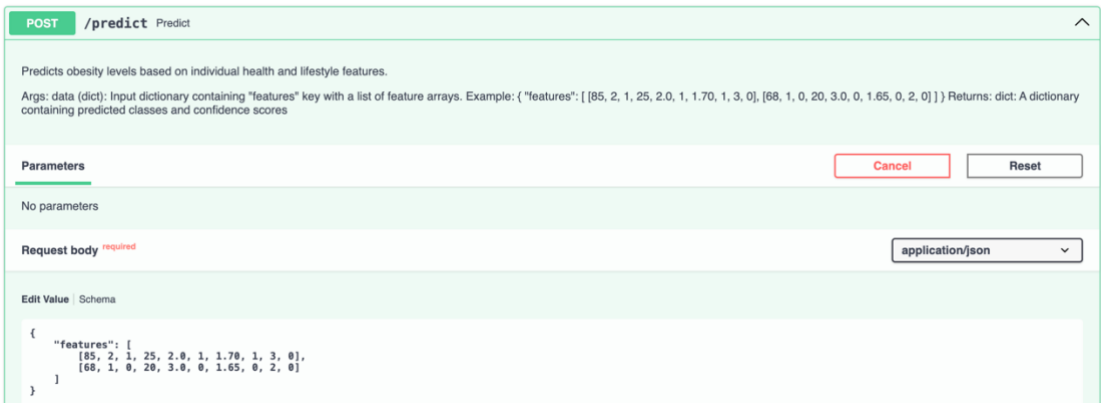 POST /predict Predict
Predicts obesity levels based on individual health and lifestyle features.
Args: data (dict): Input dictionary containing "features" key with a list of feature arrays. Example: { "features": [ [85, 2, 1, 25, 2.0, 1, 1.70, 1, 3, 0], [68, 1, 0, 20, 3.0, 0, 1.65, 0, 2, 0] ] } Returns: dict: A dictionary
containing predicted classes and confidence scores
Parameters
Cancel
Reset
No parameters
Request body required
application/json
Edit Value Schema
{
"features": [
[85, 2, 1, 25, 2.0, 1, 1.70, 1, 3, 0],
[68, 1, 0, 20, 3.0, 0, 1.65, 0, 2, 0]
]
}